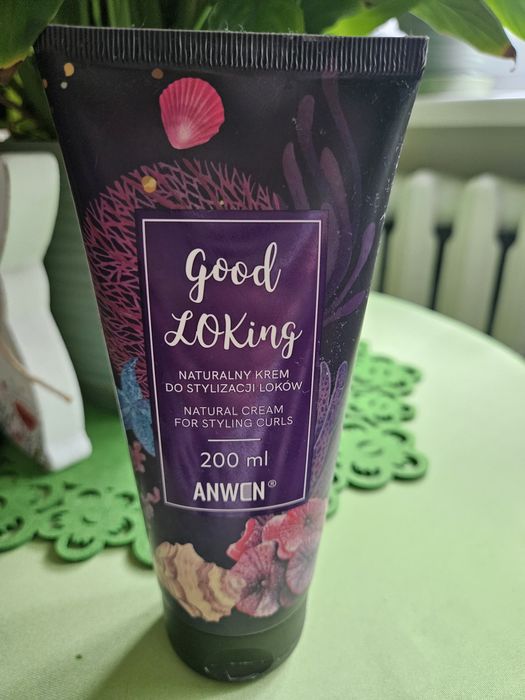 Good
LOKing
NATURALNY KREM
DO STYLIZACJI LOKÓW
NATURAL CREAM
FOR STYLING CURLS
200 ml
ANWEN®